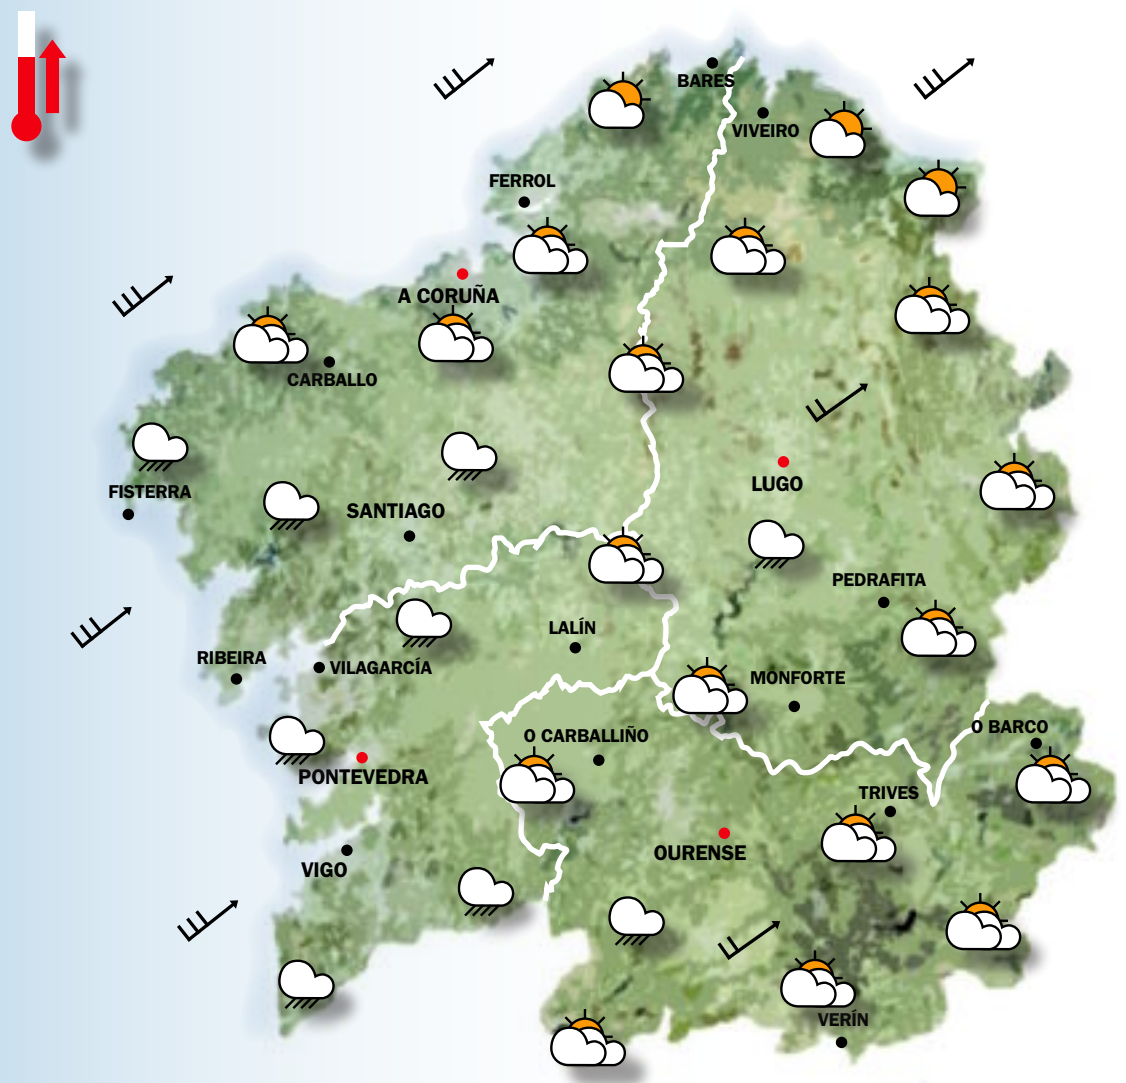 BARES
VIVEIRO
FERROL
A CORUÑA
CARBALLO
FISTERRA
LUGO
SANTIAGO
PEDRAFITA
LALÍN
RIBEIRA
VILAGARCÍA
MONFORTE
O BARCO
O CARBALLIÑO
PONTEVEDRA
TRIVES
OURENSE
VIGO
VERÍN